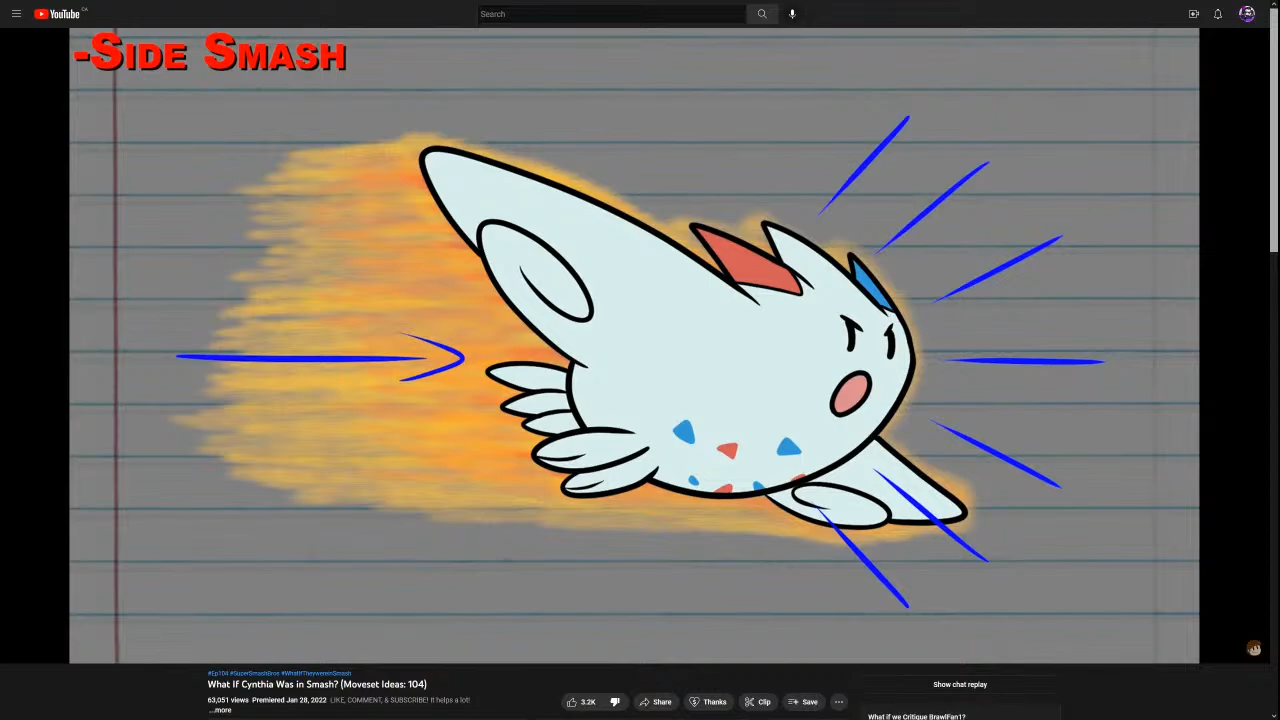 YouTube CA
Search
-Side Smash
#Ep104 #SuperSmashBros #WhatIfTheywereinSmash
What If Cynthia Was in Smash? (Moveset Ideas: 104)
63,051 views Premiered Jan 28, 2022 LIKE, COMMENT, & SUBSCRIBE! It helps a lot!
...more
3.2K
Share
Thanks
Clip
Save
Show chat replay
What if we Critique BrawlFan1?